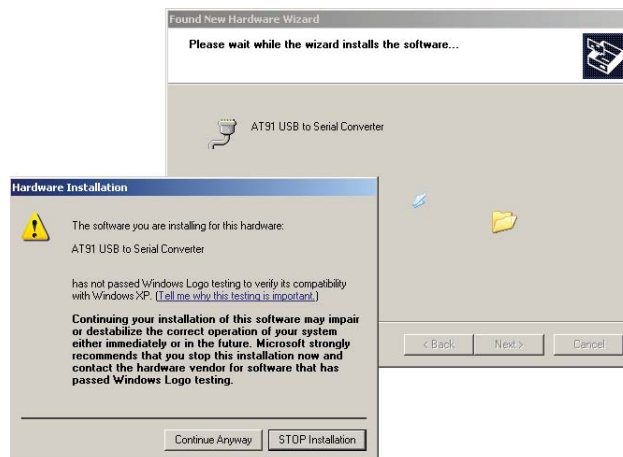 Found New Hardware Wizard
Please wait while the wizard installs the software...
AT91 USB to Serial Converter
< Back
Next >
Cancel
Hardware Installation
The software you are installing for this hardware:
AT91 USB to Serial Converter
has not passed Windows Logo testing to verify its compatibility
with Windows XP. (Tell me why this testing is important.)
Continuing your installation of this software may impair
or destabilize the correct operation of your system
either immediately or in the future. Microsoft strongly
recommends that you stop this installation now and
contact the hardware vendor for software that has
passed Windows Logo testing.
Continue Anyway
STOP Installation